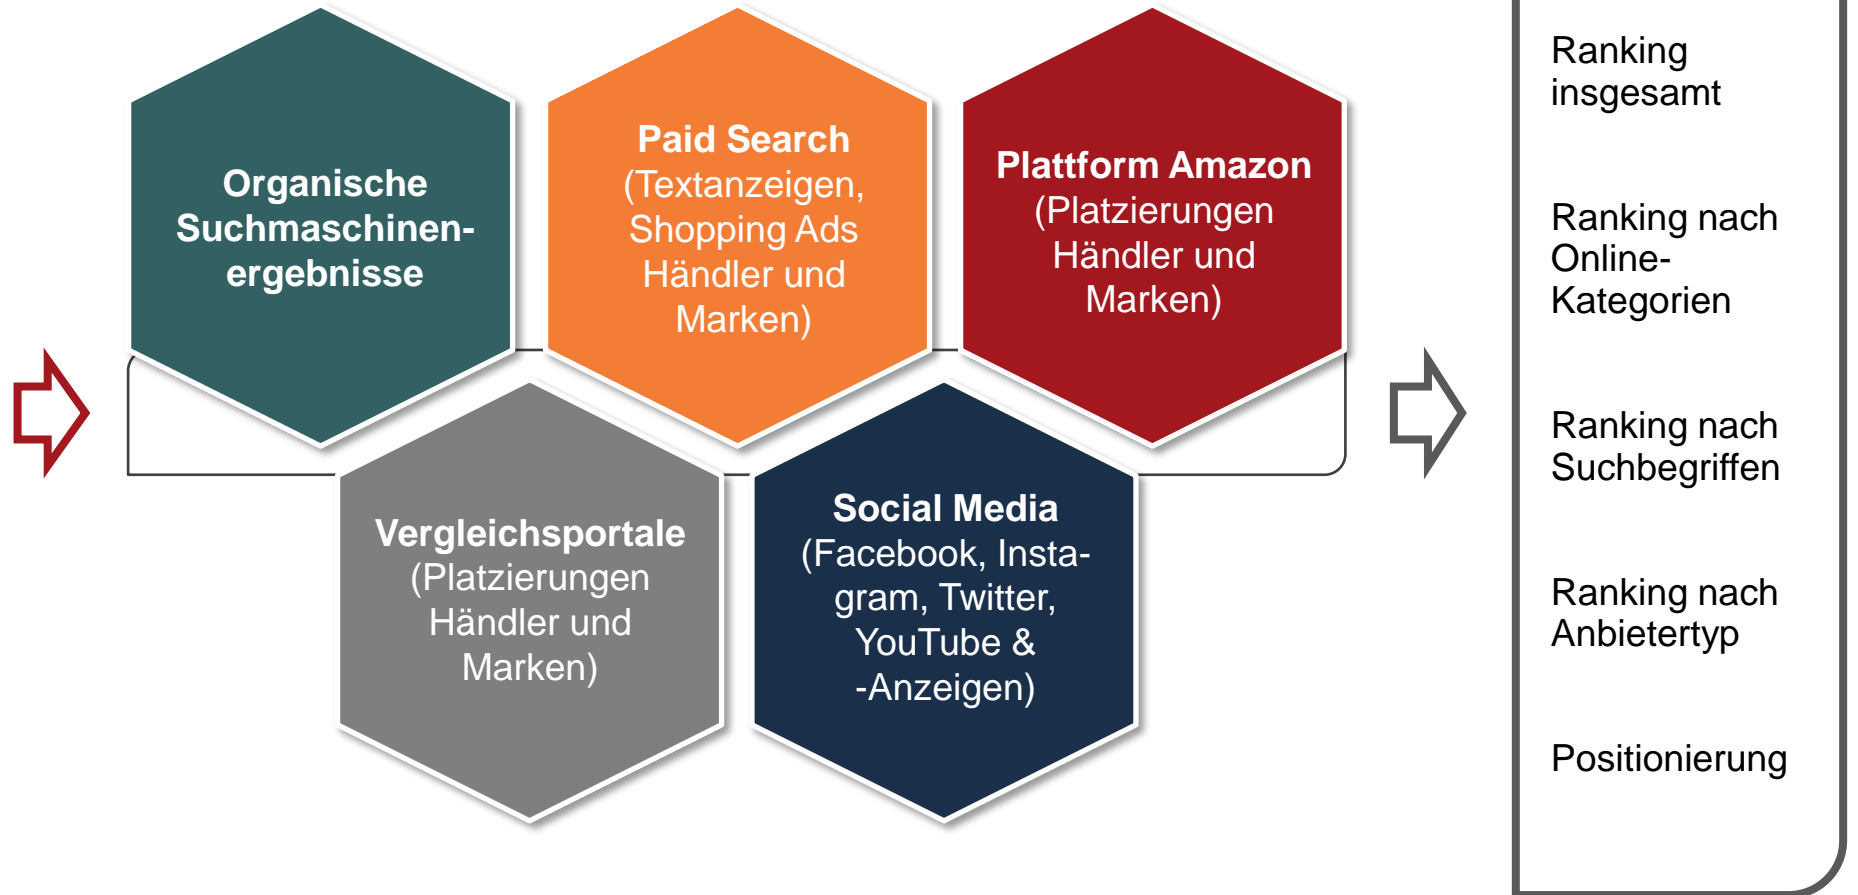 Organische
Suchmaschinen-
ergebnisse
Paid Search
(Textanzeigen,
Shopping Ads
Händler und
Marken)
Plattform Amazon
(Platzierungen
Händler und
Marken)
Vergleichsportale
(Platzierungen
Händler und
Marken)
Social Media
(Facebook, Insta-
gram, Twitter,
YouTube &
-Anzeigen)
Ranking
insgesamt
Ranking nach
Online-
Kategorien
Ranking nach
Suchbegriffen
Ranking nach
Anbietertyp
Positionierung